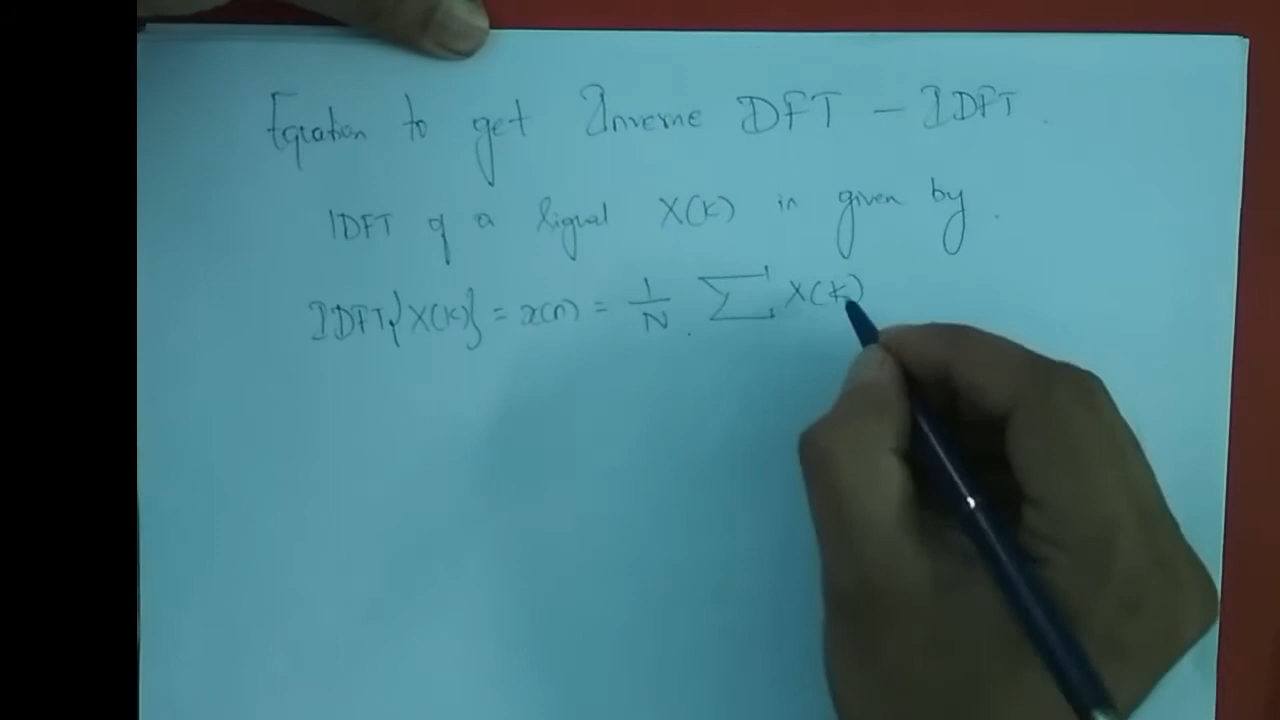 Equation to get Inverse DFT - IDFT.
IDFT of a signal X(K) is given by.
IDFT{X(K)} = x(n) = 1/N ∑ X(K)